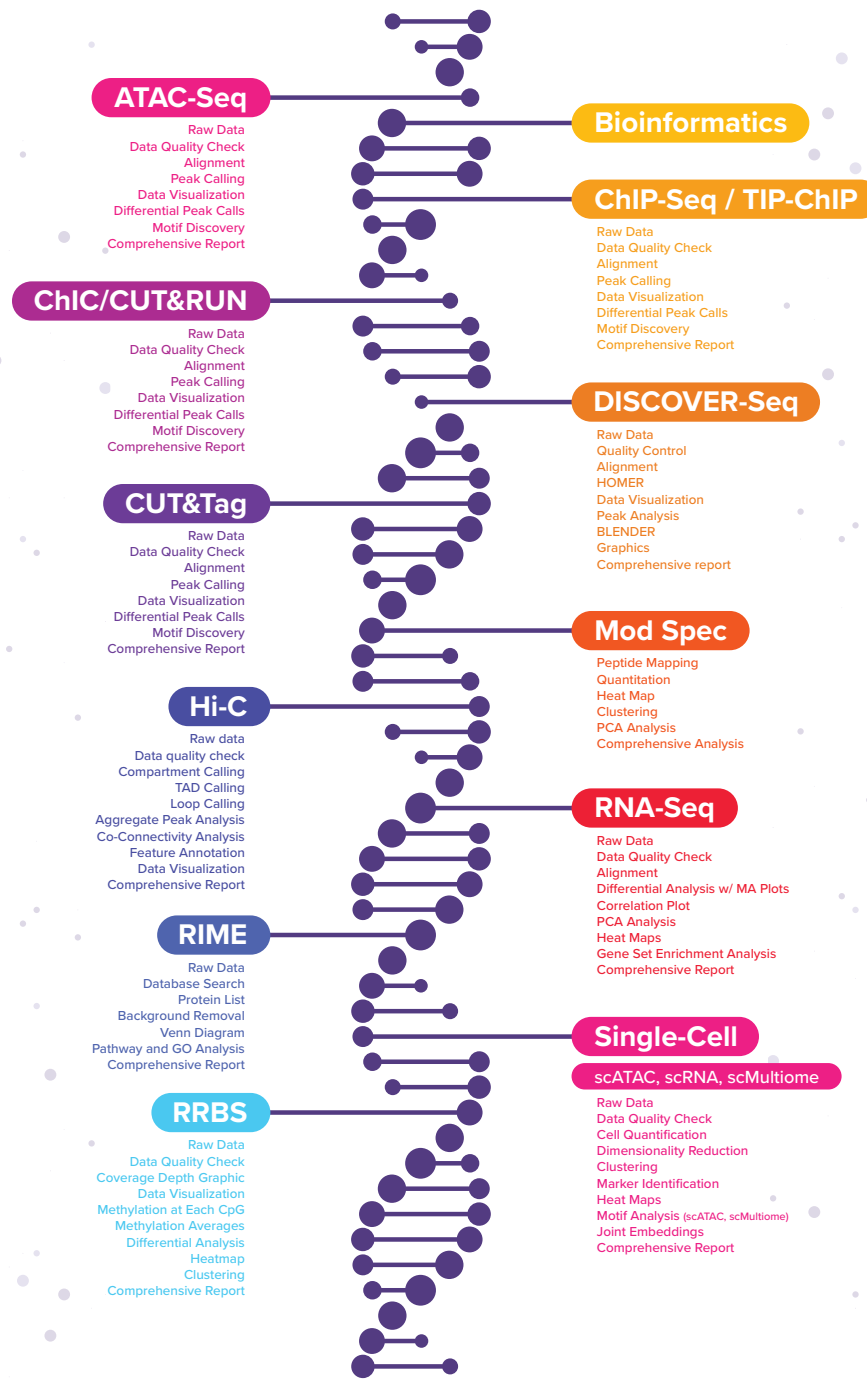 ATAC-Seq
Raw Data
Data Quality Check
Alignment
Peak Calling
Data Visualization
Differential Peak Calls
Motif Discovery
Comprehensive Report
Bioinformatics
ChIP-Seq / TIP-ChIP
Raw Data
Data Quality Check
Alignment
Peak Calling
Data Visualization
Differential Peak Calls
Motif Discovery
Comprehensive Report
ChIC/CUT&RUN
Raw Data
Data Quality Check
Alignment
Peak Calling
Data Visualization
Differential Peak Calls
Motif Discovery
Comprehensive Report
DISCOVER-Seq
Raw Data
Quality Control
Alignment
HOMER
Data Visualization
Peak Analysis
BLENDER
Graphics
Comprehensive report
CUT&Tag
Raw Data
Data Quality Check
Alignment
Peak Calling
Data Visualization
Differential Peak Calls
Motif Discovery
Comprehensive Report
Mod Spec
Peptide Mapping
Quantitation
Heat Map
Clustering
PCA Analysis
Comprehensive Analysis
Hi-C
Raw data
Data quality check
Compartment Calling
TAD Calling
Loop Calling
Aggregate Peak Analysis
Co-Connectivity Analysis
Feature Annotation
Data Visualization
Comprehensive Report
RNA-Seq
Raw Data
Data Quality Check
Alignment
Differential Analysis w/ MA Plots
Correlation Plot
PCA Analysis
Heat Maps
Gene Set Enrichment Analysis
Comprehensive Report
RIME
Raw Data
Database Search
Protein List
Background Removal
Venn Diagram
Pathway and GO Analysis
Comprehensive Report
Single-Cell
scATAC, scRNA, scMultiome
Raw Data
Data Quality Check
Cell Quantification
Dimensionality Reduction
Clustering
Marker Identification
Heat Maps
Motif Analysis (scATAC, scMultiome)
Joint Embeddings
Comprehensive Report
RRBS
Raw Data
Data Quality Check
Coverage Depth Graphic
Data Visualization
Methylation at Each CpG
Methylation Averages
Differential Analysis
Heatmap
Clustering
Comprehensive Report